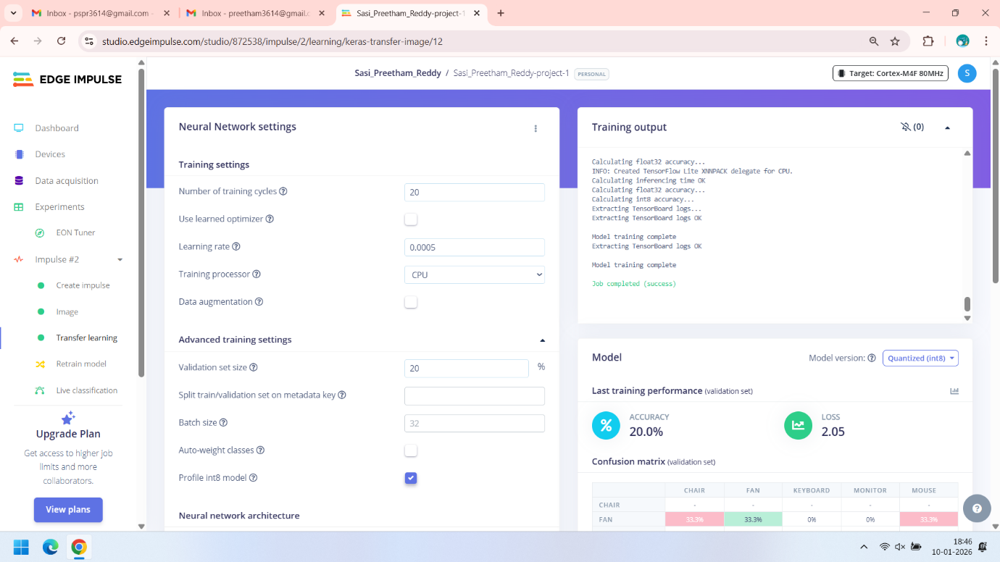 Inbox - pspr3614@gmail.com -
Inbox - preetham3614@gmail.c
Sasi_Preetham_Reddy-project-1
studio.edgeimpulse.com/studio/872538/impulse/2/learning/keras-transfer-image/12
EDGE IMPULSE
Sasi_Preetham_Reddy / Sasi_Preetham_Reddy-project-1 PERSONAL
Target: Cortex-M4F 80MHz
S
Dashboard
Devices
Data acquisition
Experiments
EON Tuner
Impulse #2
Create impulse
Image
Transfer learning
Retrain model
Live classification
Upgrade Plan
Get access to higher job
limits and more
collaborators.
View plans
Neural Network settings
Training settings
Number of training cycles ? 20
Use learned optimizer ?
Learning rate ? 0.0005
Training processor ? CPU
Data augmentation ?
Advanced training settings
Validation set size ? 20 %
Split train/validation set on metadata key ?
Batch size ? 32
Auto-weight classes ?
Profile int8 model ?
Neural network architecture
Training output
(0)
Calculating float32 accuracy...
INFO: Created TensorFlow Lite XNNPACK delegate for CPU.
Calculating inferencing time OK
Calculating float32 accuracy...
Calculating int8 accuracy...
Extracting TensorBoard logs...
Extracting TensorBoard logs OK
Model training complete
Extracting TensorBoard logs OK
Model training complete
Job completed (success)
Model
Model version: ? Quantized (int8)
Last training performance (validation set)
% ACCURACY
20.0%
LOSS
2.05
Confusion matrix (validation set)
CHAIR FAN KEYBOARD MONITOR MOUSE
CHAIR - - - - -
FAN 33.3% 33.3% 0% 0% 33.3%
?
18:46
10-01-2026